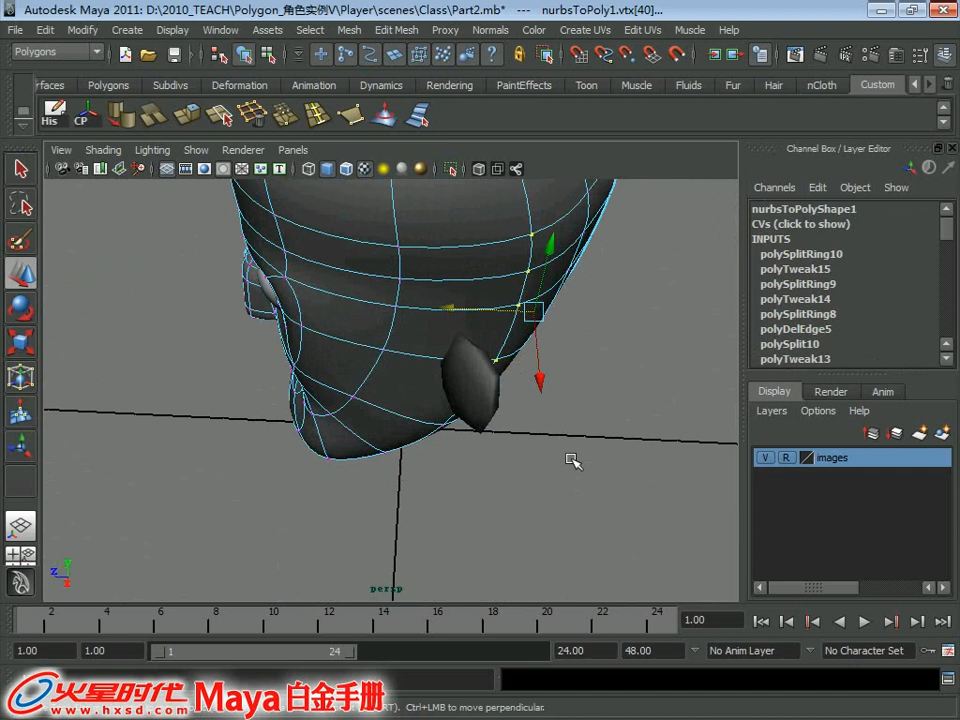 Autodesk Maya 2011: D:\2010_TEACH\Polygon_角色实例V\Player\scenes\Class\Part2.mb* --- nurbsToPoly1.vtx[40]...
File Edit Modify Create Display Window Assets Select Mesh Edit Mesh Proxy Normals Color Create UVs Edit UVs Muscle Help
Polygons
rfaces Polygons Subdivs Deformation Animation Dynamics Rendering PaintEffects Toon Muscle Fluids Fur Hair nCloth Custom
His CP
View Shading Lighting Show Renderer Panels
Channel Box / Layer Editor
Channels Edit Object Show
nurbsToPolyShape1
CVs (click to show)
INPUTS
polySplitRing10
polyTweak15
polySplitRing9
polyTweak14
polySplitRing8
polyDelEdge5
polySplit10
polyTweak13
Display Render Anim
Layers Options Help
V R images
z y x
persp
2 4 6 8 10 12 14 16 18 20 22 24 1.00
1.00 1.00 1 24 24.00 48.00 No Anim Layer No Character Set
火星时代 Maya 白金手册
www.hxsd.com
RT). Ctrl+LMB to move perpendicular.